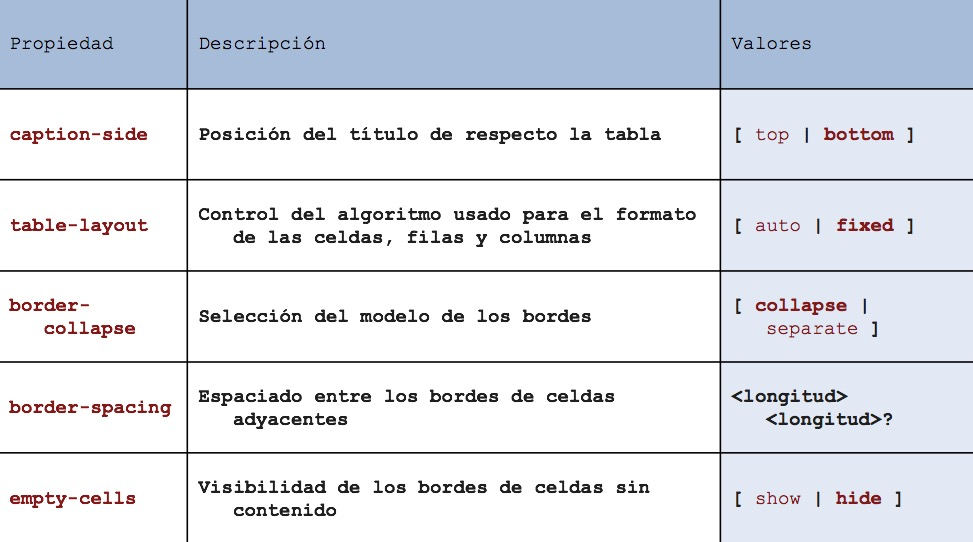 Propiedad Descripción Valores
caption-side Posición del título de respecto la tabla [ top | bottom ]
table-layout Control del algoritmo usado para el formato de las celdas, filas y columnas [ auto | fixed ]
border-
collapse
Selección del modelo de los bordes
[ collapse |
separate ]
border-spacing
Espaciado entre los bordes de celdas
adyacentes
<longitud>
<longitud>?
empty-cells
Visibilidad de los bordes de celdas sin
contenido
[ show | hide ]